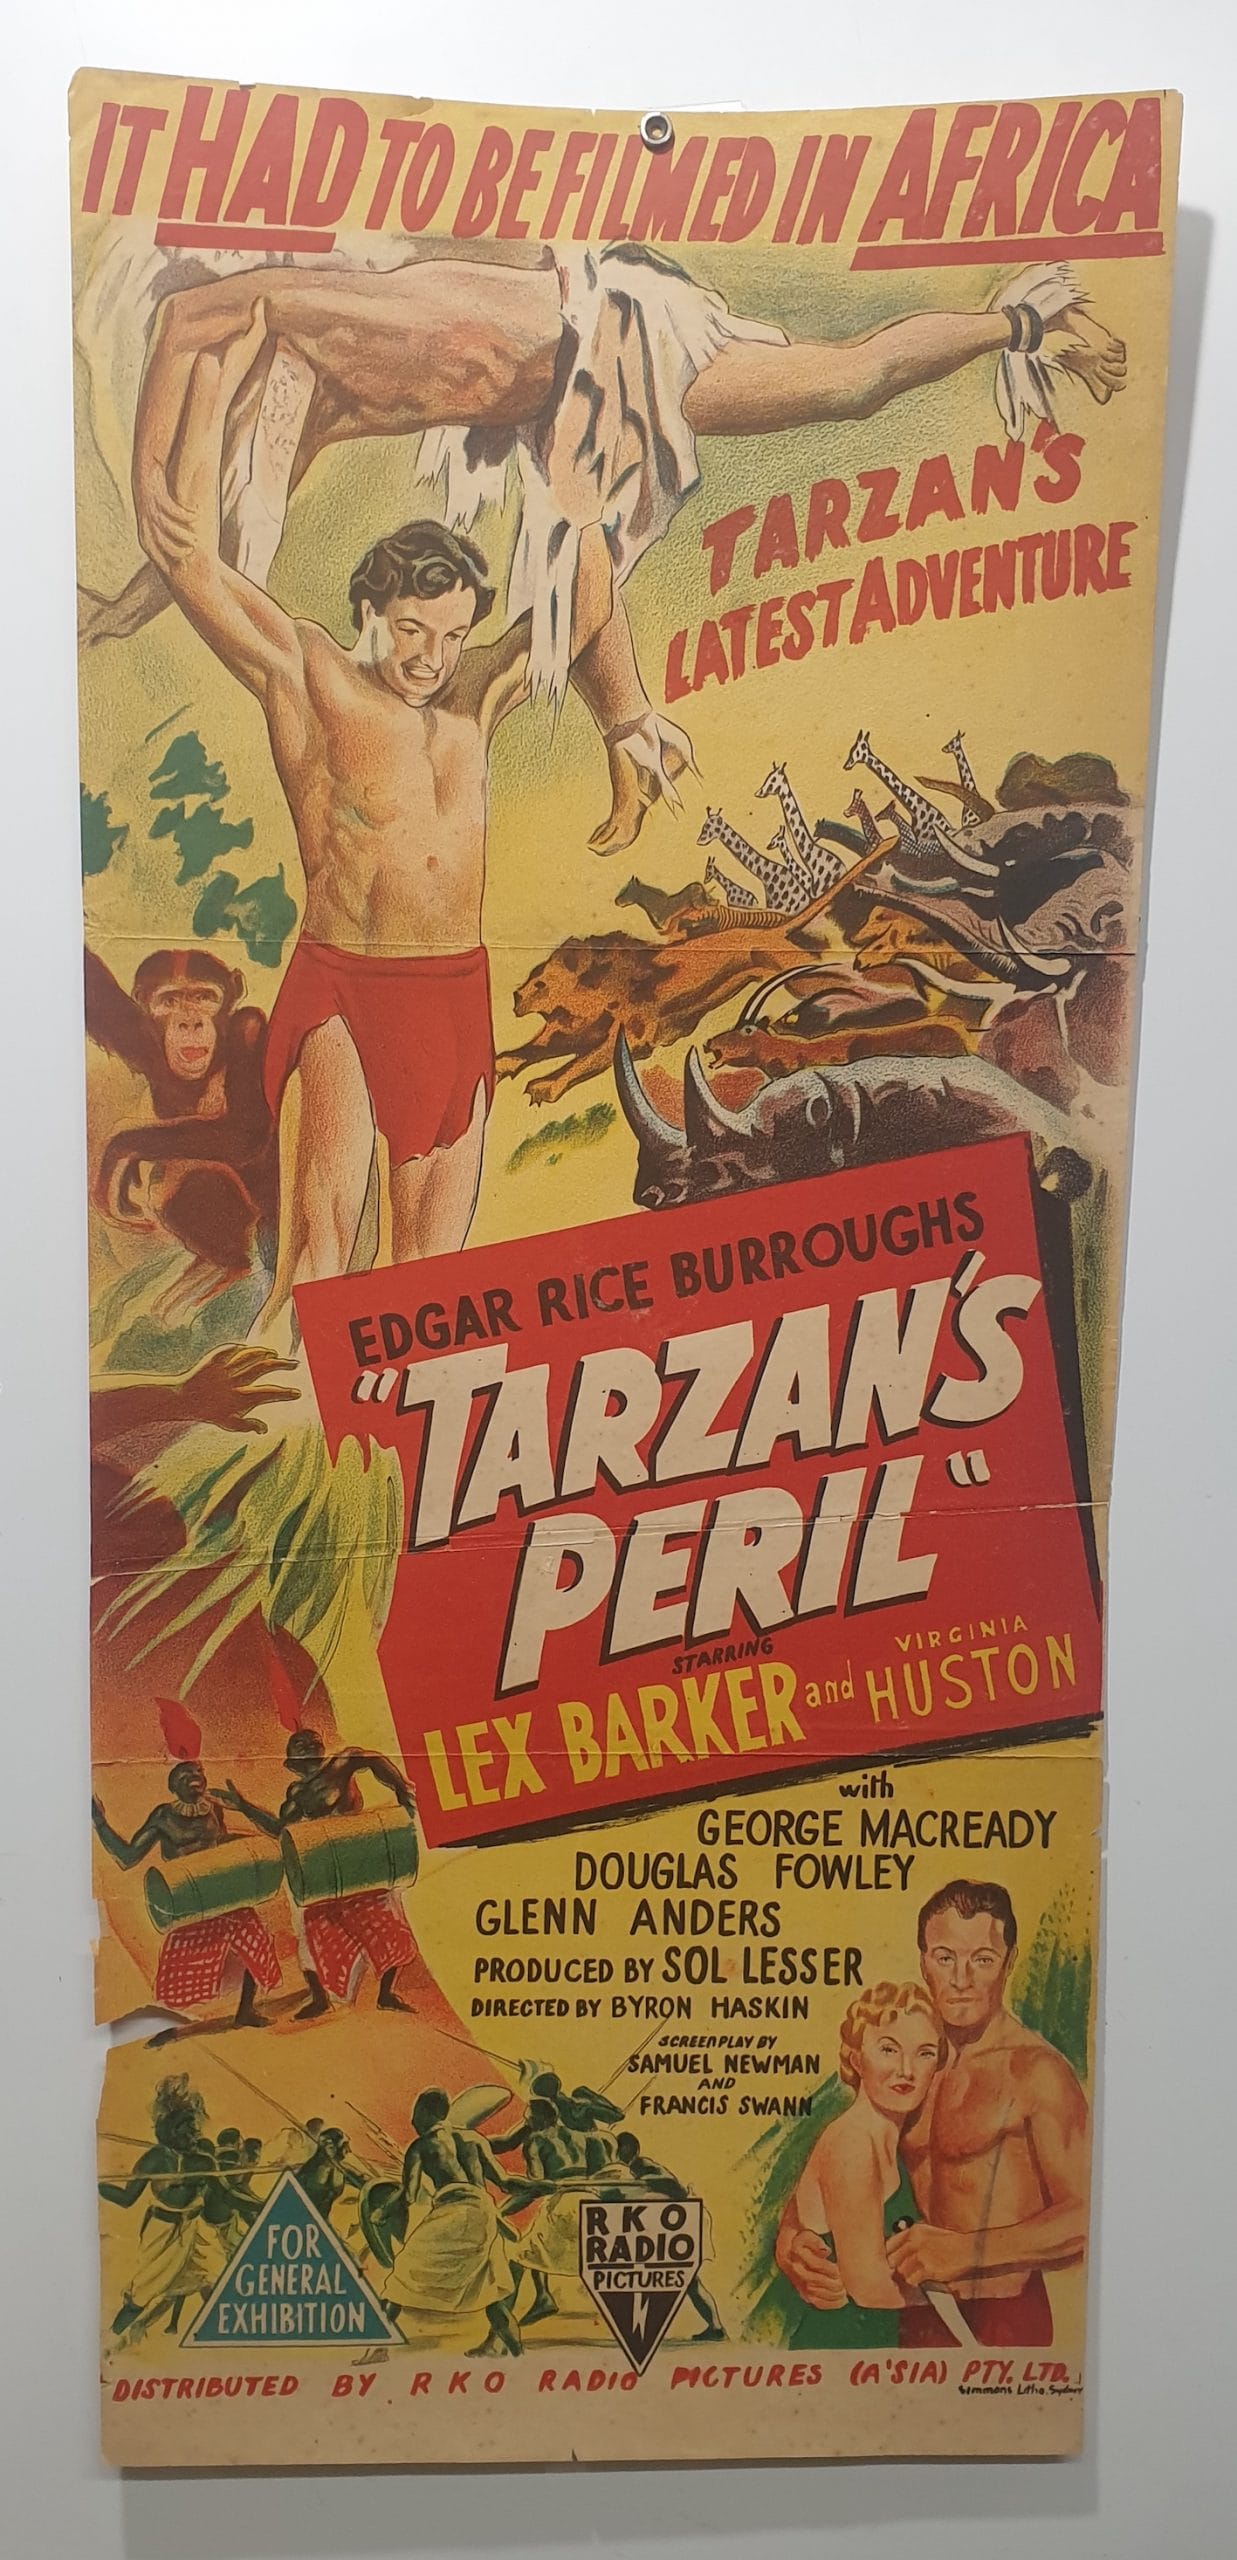 IT HAD TO BE FILMED IN AFRICA
TARZAN'S
LATEST ADVENTURE
EDGAR RICE BURROUGHS
"TARZAN'S
PERIL"
STARRING
LEX BARKER and VIRGINIA HUSTON
with
GEORGE MACREADY
DOUGLAS FOWLEY
GLENN ANDERS
PRODUCED BY SOL LESSER
DIRECTED BY BYRON HASKIN
SCREENPLAY BY
SAMUEL NEWMAN
AND
FRANCIS SWANN
FOR
GENERAL
EXHIBITION
RKO
RADIO
PICTURES
DISTRIBUTED BY RKO RADIO PICTURES (A'SIA) PTY. LTD.
Simmons Litho. Sydney